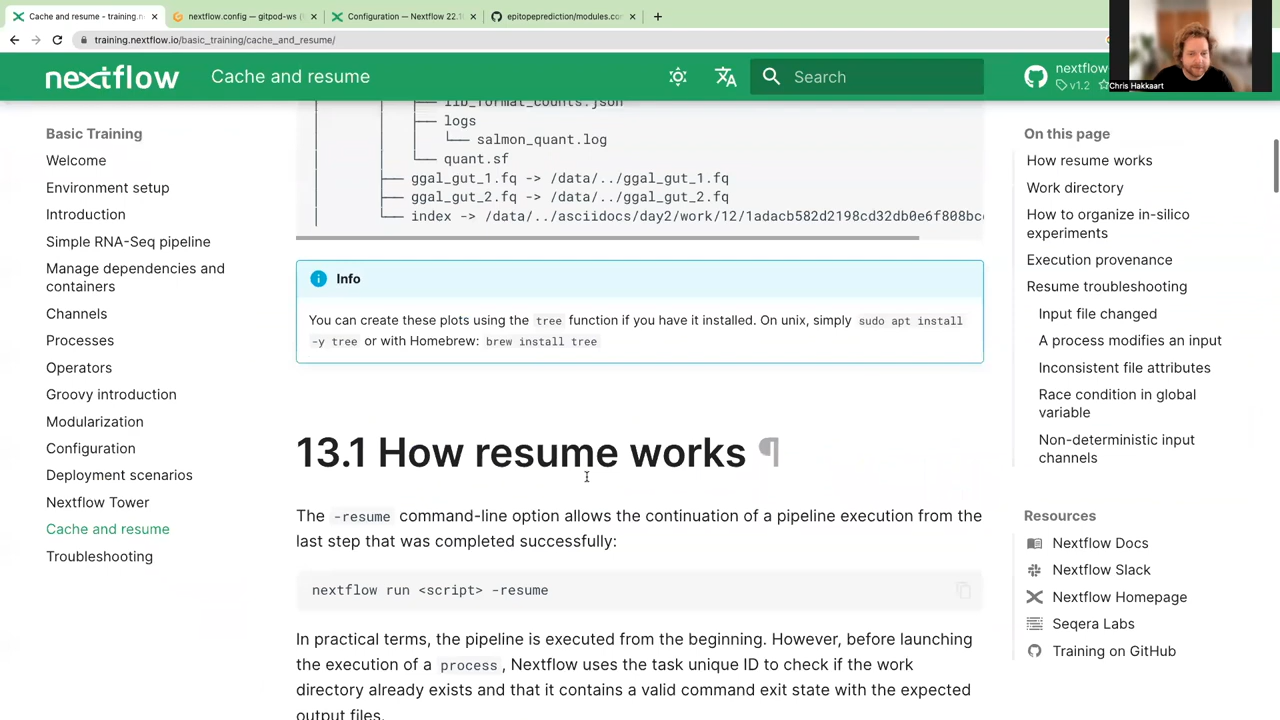 Cache and resume - training.ne
nextflow.config — gitpod-ws (
Configuration — Nextflow 22.1
epitopeprediction/modules.con
training.nextflow.io/basic_training/cache_and_resume/
nextflow
Cache and resume
Search
nextflow
v1.2
Chris Hakkaart
Basic Training
Welcome
Environment setup
Introduction
Simple RNA-Seq pipeline
Manage dependencies and
containers
Channels
Processes
Operators
Groovy introduction
Modularization
Configuration
Deployment scenarios
Nextflow Tower
Cache and resume
Troubleshooting
│ │ ├── lib_format_counts.json
│ │ ├── logs
│ │ │ └── salmon_quant.log
│ │ └── quant.sf
│ ├── ggal_gut_1.fq -> /data/../ggal_gut_1.fq
│ ├── ggal_gut_2.fq -> /data/../ggal_gut_2.fq
│ └── index -> /data/../asciidocs/day2/work/12/1adacb582d2198cd32db0e6f808bc
Info
You can create these plots using the tree function if you have it installed. On unix, simply sudo apt install
-y tree or with Homebrew: brew install tree
13.1 How resume works ¶
The -resume command-line option allows the continuation of a pipeline execution from the
last step that was completed successfully:
nextflow run <script> -resume
In practical terms, the pipeline is executed from the beginning. However, before launching
the execution of a process, Nextflow uses the task unique ID to check if the work
directory already exists and that it contains a valid command exit state with the expected
output files.
On this page
How resume works
Work directory
How to organize in-silico
experiments
Execution provenance
Resume troubleshooting
Input file changed
A process modifies an input
Inconsistent file attributes
Race condition in global
variable
Non-deterministic input
channels
Resources
Nextflow Docs
Nextflow Slack
Nextflow Homepage
Seqera Labs
Training on GitHub